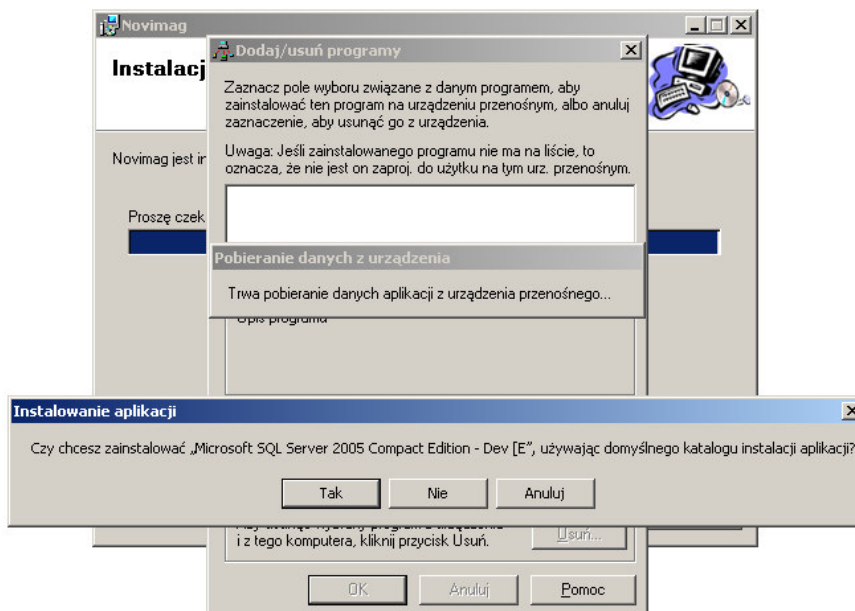 Novimag
Dodaj/usuń programy
Instalacj
Zaznacz pole wyboru związane z danym programem, aby
zainstalować ten program na urządzeniu przenośnym, albo anuluj
zaznaczenie, aby usunąć go z urządzenia.
Novimag jest in
Uwaga: Jeśli zainstalowanego programu nie ma na liście, to
oznacza, że nie jest on zaproj. do użytku na tym urz. przenośnym.
Proszę czek
Pobieranie danych z urządzenia
Trwa pobieranie danych aplikacji z urządzenia przenośnego...
Opis programu
Instalowanie aplikacji
Czy chcesz zainstalować „Microsoft SQL Server 2005 Compact Edition - Dev [E”, używając domyślnego katalogu instalacji aplikacji?
Tak Nie Anuluj
i z tego komputera, kliknij przycisk Usuń.
Usuń...
OK Anuluj Pomoc